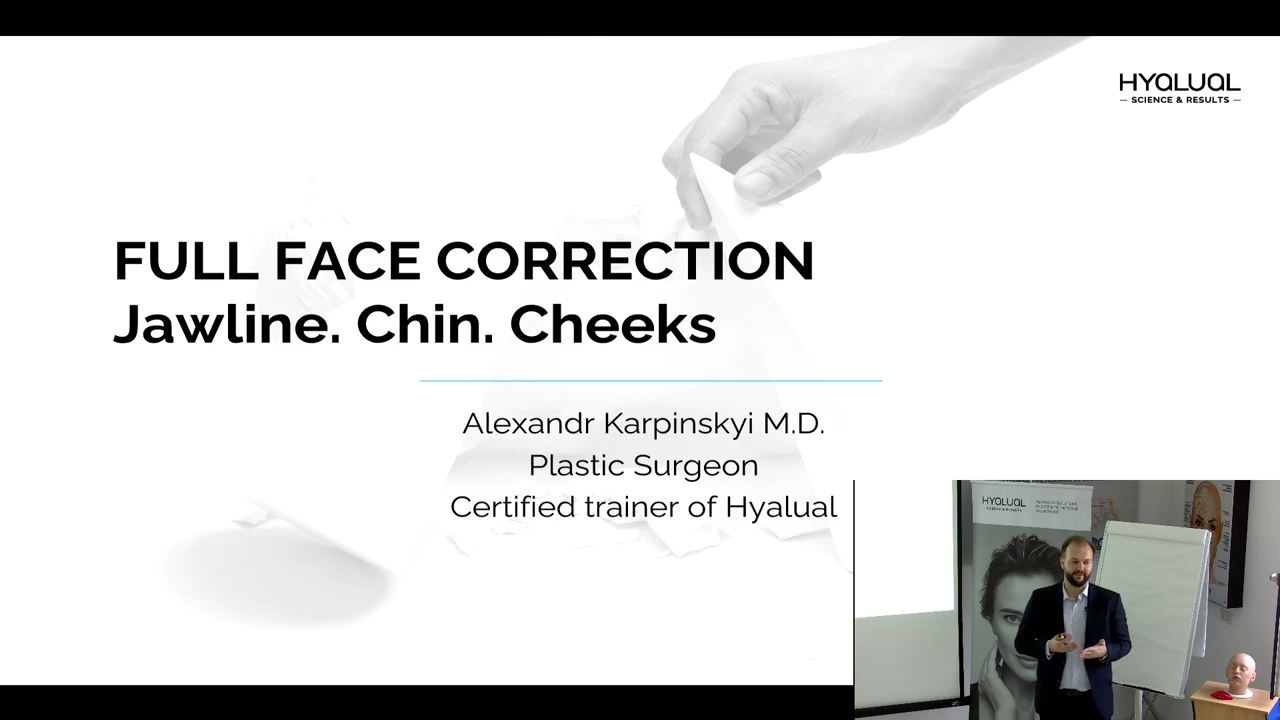 HYALUAL
— SCIENCE & RESULTS —
FULL FACE CORRECTION
Jawline. Chin. Cheeks
Alexandr Karpinskyi M.D.
Plastic Surgeon
Certified trainer of Hyalual
HYALUAL